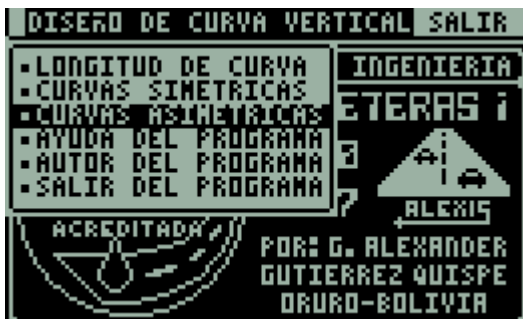 DISEÑO DE CURVA VERTICAL SALIR
▪LONGITUD DE CURVA
▪CURVAS SIMETRICAS
▪CURVAS ASIMETRICAS
▪AYUDA DEL PROGRAMA
▪AUTOR DEL PROGRAMA
▪SALIR DEL PROGRAMA
INGENIERIA
ETERAS I
ALEXIS
ACREDITADA
POR: G. ALEXANDER
GUTIERREZ QUISPE
ORURO-BOLIVIA